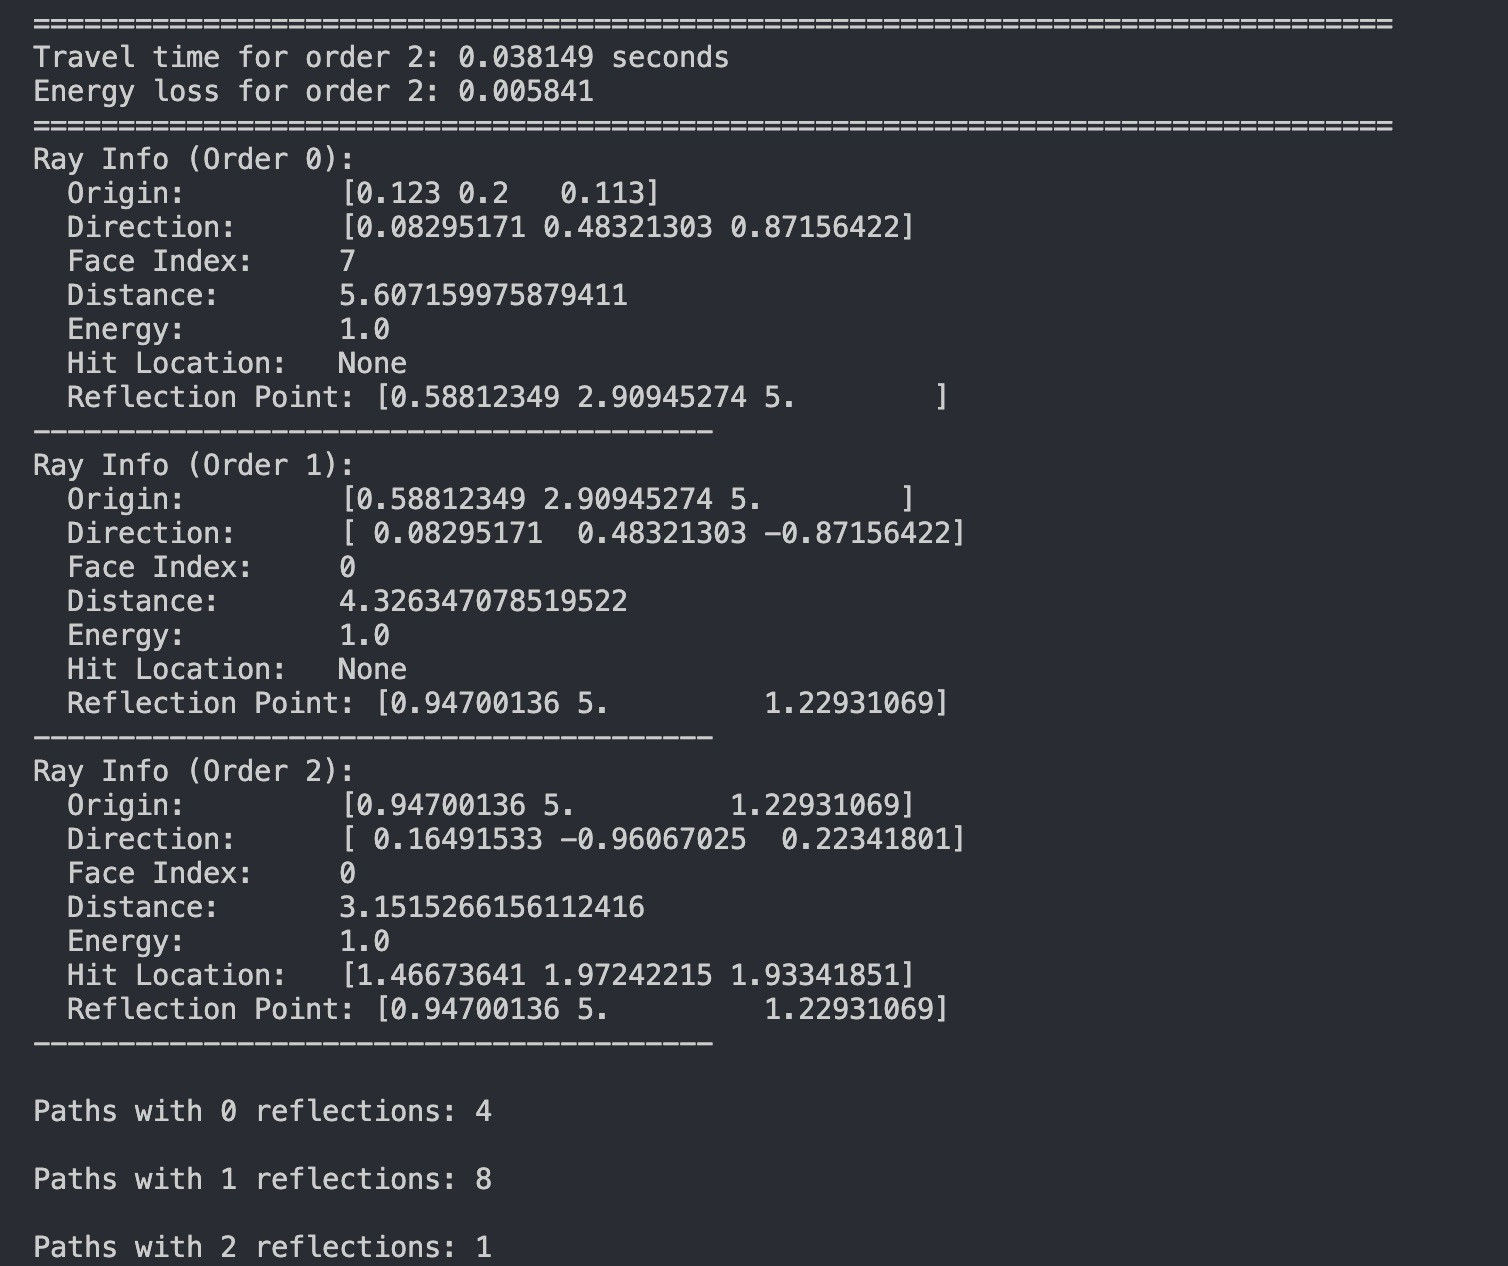 ================================================================================
Travel time for order 2: 0.038149 seconds
Energy loss for order 2: 0.005841
================================================================================
Ray Info (Order 0):
  Origin:         [0.123 0.2   0.113]
  Direction:      [0.08295171 0.48321303 0.87156422]
  Face Index:     7
  Distance:       5.607159975879411
  Energy:         1.0
  Hit Location:   None
  Reflection Point: [0.58812349 2.90945274 5.        ]
----------------------------------------
Ray Info (Order 1):
  Origin:         [0.58812349 2.90945274 5.        ]
  Direction:      [ 0.08295171  0.48321303 -0.87156422]
  Face Index:     0
  Distance:       4.326347078519522
  Energy:         1.0
  Hit Location:   None
  Reflection Point: [0.94700136 5.         1.22931069]
----------------------------------------
Ray Info (Order 2):
  Origin:         [0.94700136 5.         1.22931069]
  Direction:      [ 0.16491533 -0.96067025  0.22341801]
  Face Index:     0
  Distance:       3.1515266156112416
  Energy:         1.0
  Hit Location:   [1.46673641 1.97242215 1.93341851]
  Reflection Point: [0.94700136 5.         1.22931069]
----------------------------------------
Paths with 0 reflections: 4
Paths with 1 reflections: 8
Paths with 2 reflections: 1